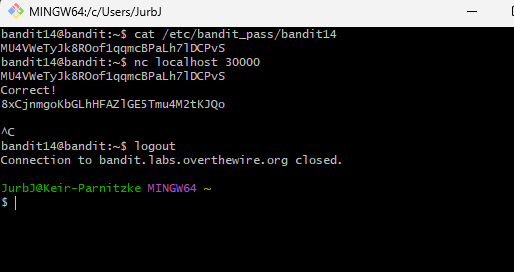 MINGW64:/c/Users/JurbJ
bandit14@bandit:~$ cat /etc/bandit_pass/bandit14
MU4VWeTyJk8ROof1qqmcBPaLh7lDCPvS
bandit14@bandit:~$ nc localhost 30000
MU4VWeTyJk8ROof1qqmcBPaLh7lDCPvS
Correct!
8xCjnmgoKbGLhHFAZlGE5Tmu4M2tKJQo
^C
bandit14@bandit:~$ logout
Connection to bandit.labs.overthewire.org closed.
JurbJ@Keir-Parnitzke MINGW64 ~
$